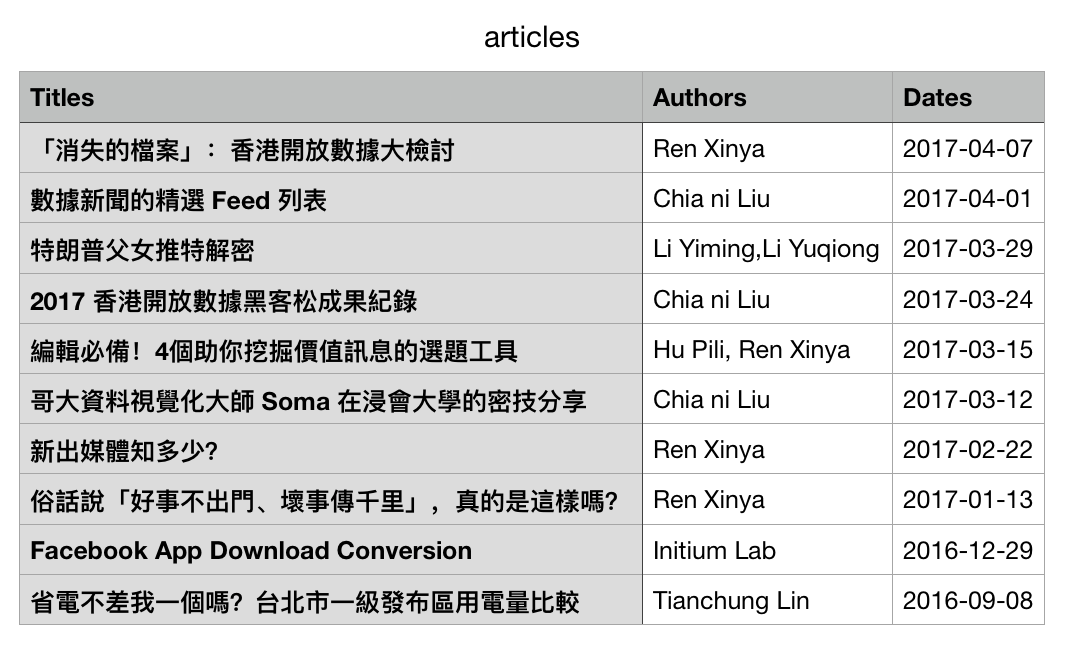 articles
Titles Authors Dates
「消失的檔案」：香港開放數據大檢討 Ren Xinya 2017-04-07
數據新聞的精選 Feed 列表 Chia ni Liu 2017-04-01
特朗普父女推特解密 Li Yiming,Li Yuqiong 2017-03-29
2017 香港開放數據黑客松成果紀錄 Chia ni Liu 2017-03-24
編輯必備！4個助你挖掘價值訊息的選題工具 Hu Pili, Ren Xinya 2017-03-15
哥大資料視覺化大師 Soma 在浸會大學的密技分享 Chia ni Liu 2017-03-12
新出媒體知多少? Ren Xinya 2017-02-22
俗話說「好事不出門、壞事傳千里」，真的是這樣嗎? Ren Xinya 2017-01-13
Facebook App Download Conversion Initium Lab 2016-12-29
省電不差我一個嗎？台北市一級發布區用電量比較 Tianchung Lin 2016-09-08